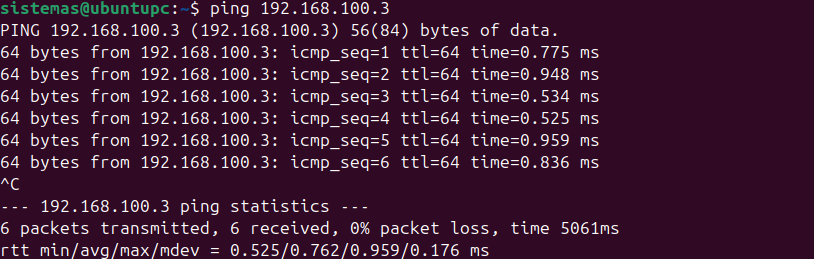 sistemas@ubuntupc:~$ ping 192.168.100.3
PING 192.168.100.3 (192.168.100.3) 56(84) bytes of data.
64 bytes from 192.168.100.3: icmp_seq=1 ttl=64 time=0.775 ms
64 bytes from 192.168.100.3: icmp_seq=2 ttl=64 time=0.948 ms
64 bytes from 192.168.100.3: icmp_seq=3 ttl=64 time=0.534 ms
64 bytes from 192.168.100.3: icmp_seq=4 ttl=64 time=0.525 ms
64 bytes from 192.168.100.3: icmp_seq=5 ttl=64 time=0.959 ms
64 bytes from 192.168.100.3: icmp_seq=6 ttl=64 time=0.836 ms
^C
--- 192.168.100.3 ping statistics ---
6 packets transmitted, 6 received, 0% packet loss, time 5061ms
rtt min/avg/max/mdev = 0.525/0.762/0.959/0.176 ms